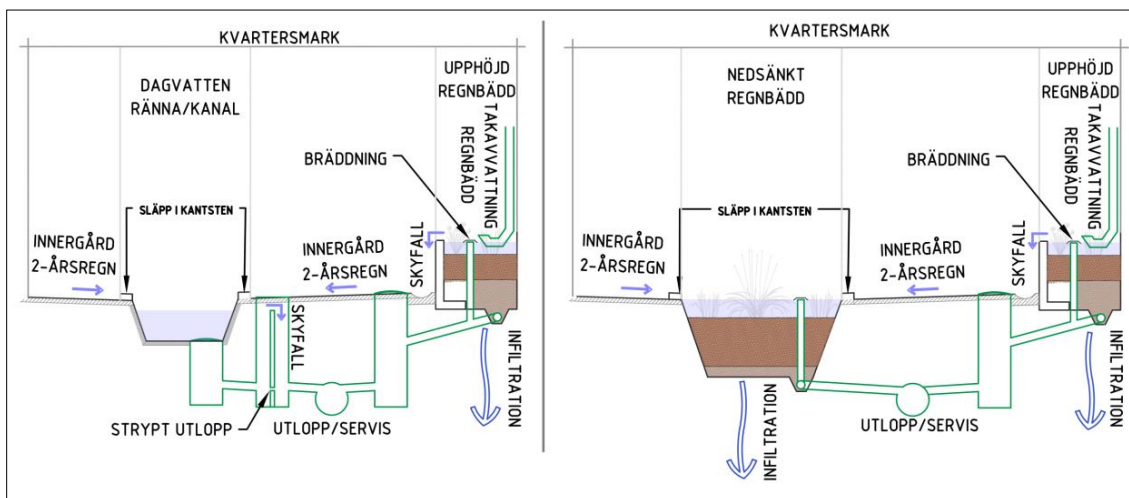 KVARTERSMARK
DAGVATTEN
RÄNNA/KANAL
UPPHÖJD
REGNBÄDD
TAKAVVATTNING
REGNBÄDD
BRÄDDNING
SLÄPP I KANTSTEN
INNERGÅRD
2-ÅRSREGN
INNERGÅRD
2-ÅRSREGN
SKYFALL
SKYFALL
STRYPT UTLOPP
UTLOPP/SERVIS
INFILTRATION
KVARTERSMARK
NEDSÄNKT
REGNBÄDD
UPPHÖJD
REGNBÄDD
TAKAVVATTNING
REGNBÄDD
BRÄDDNING
SLÄPP I KANTSTEN
INNERGÅRD
2-ÅRSREGN
INNERGÅRD
2-ÅRSREGN
SKYFALL
INFILTRATION
UTLOPP/SERVIS
INFILTRATION